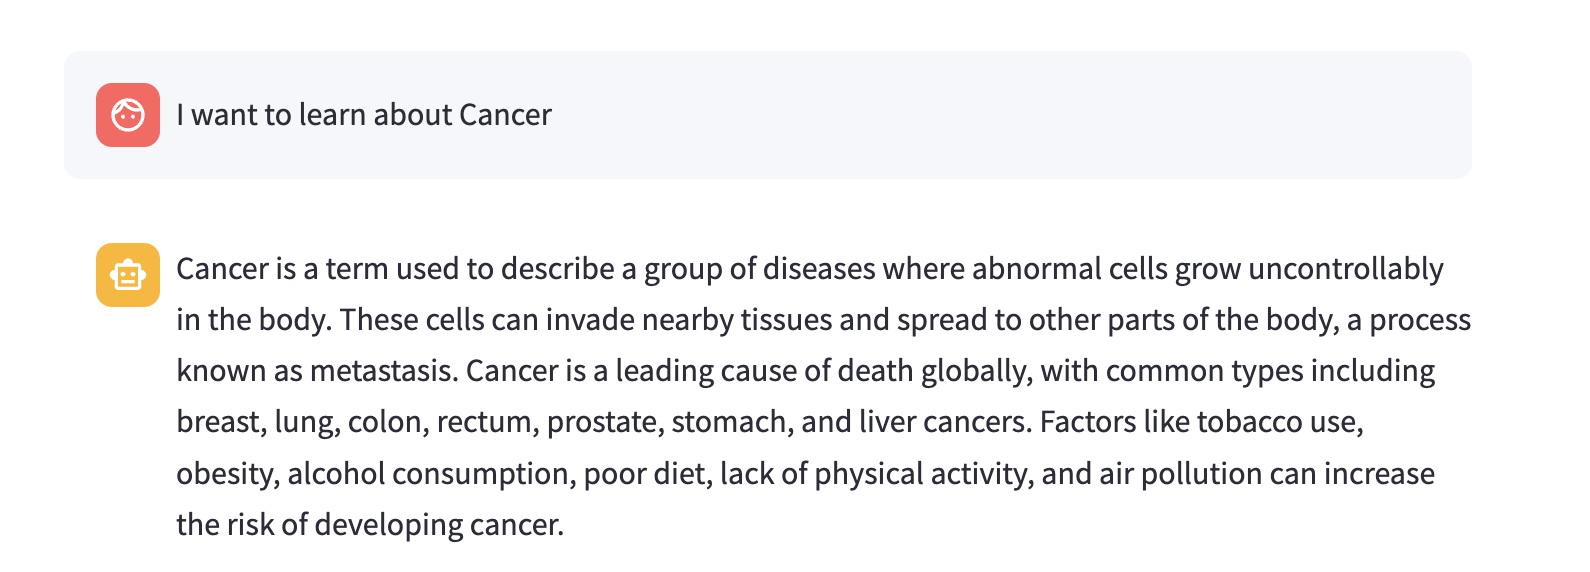 I want to learn about Cancer
Cancer is a term used to describe a group of diseases where abnormal cells grow uncontrollably
in the body. These cells can invade nearby tissues and spread to other parts of the body, a process
known as metastasis. Cancer is a leading cause of death globally, with common types including
breast, lung, colon, rectum, prostate, stomach, and liver cancers. Factors like tobacco use,
obesity, alcohol consumption, poor diet, lack of physical activity, and air pollution can increase
the risk of developing cancer.